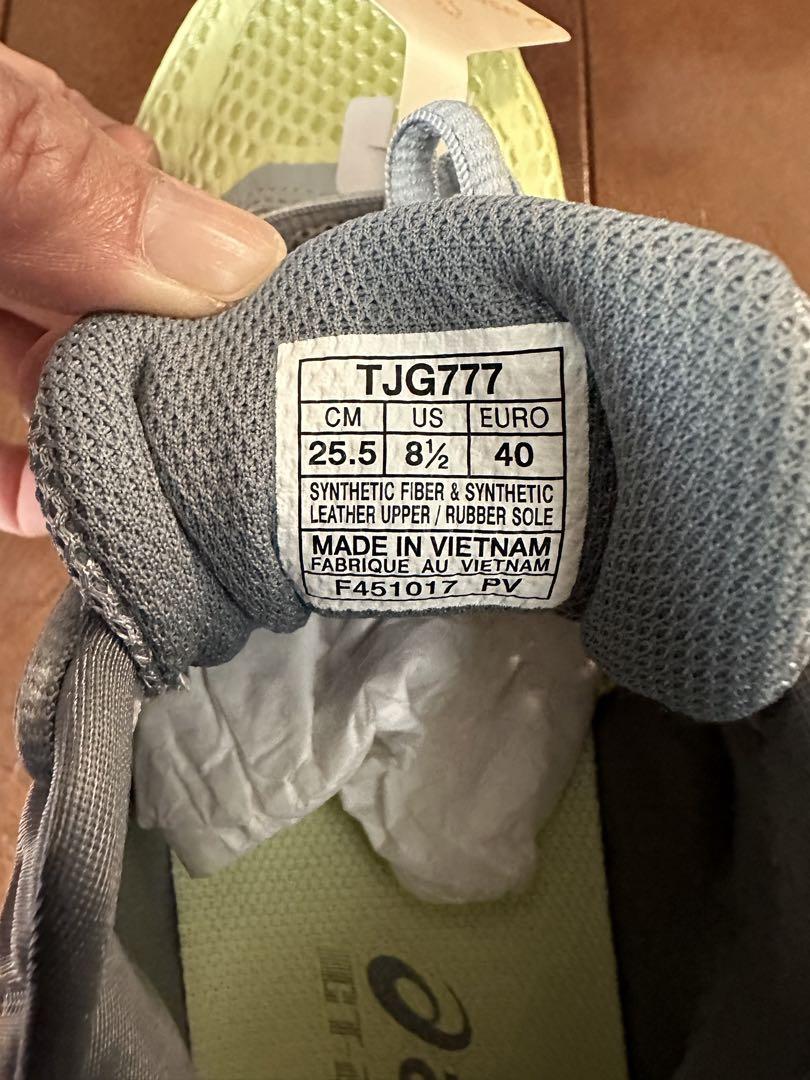 TJG777
CM US EURO
25.5 8½ 40
SYNTHETIC FIBER & SYNTHETIC
LEATHER UPPER / RUBBER SOLE
MADE IN VIETNAM
FABRIQUE AU VIETNAM
F451017 PV